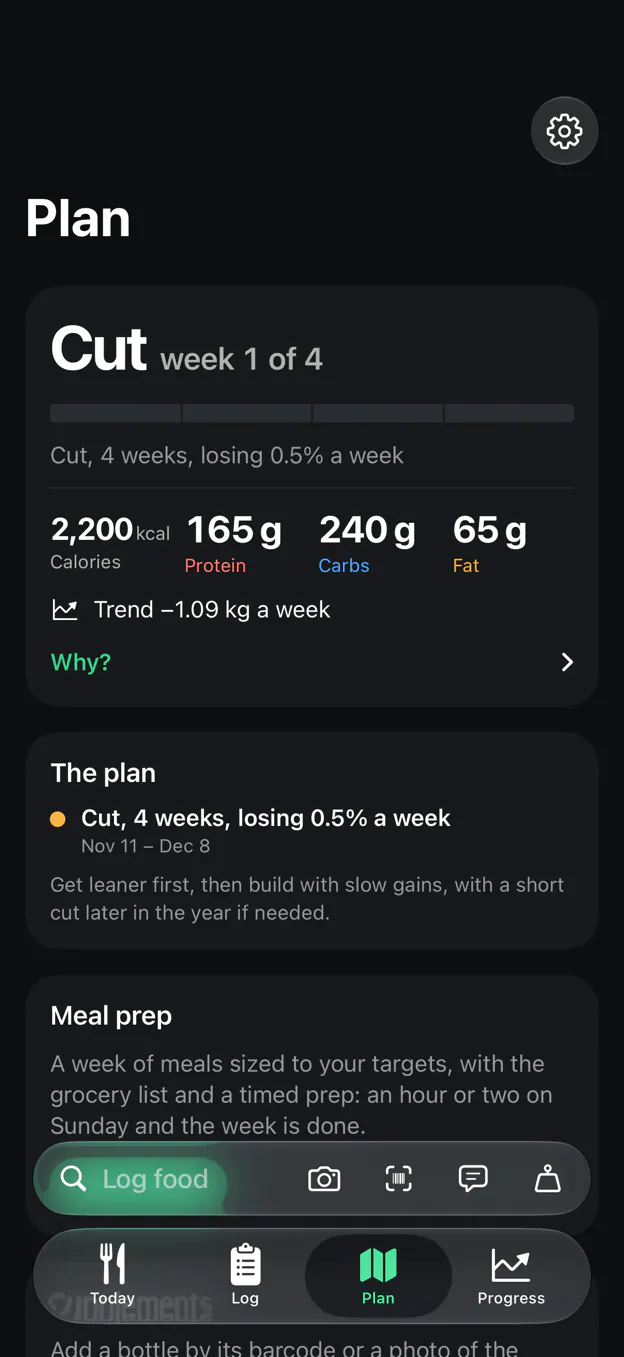 Plan
Cut week 1 of 4
Cut, 4 weeks, losing 0.5% a week
2,200 kcal 165 g 240 g 65 g
Calories Protein Carbs Fat
Trend −1.09 kg a week
Why?
The plan
Cut, 4 weeks, losing 0.5% a week
Nov 11 – Dec 8
Get leaner first, then build with slow gains, with a short
cut later in the year if needed.
Meal prep
A week of meals sized to your targets, with the
grocery list and a timed prep: an hour or two on
Sunday and the week is done.
Log food
Supplements
Today Log Plan Progress
Add a bottle by its barcode or a photo of the